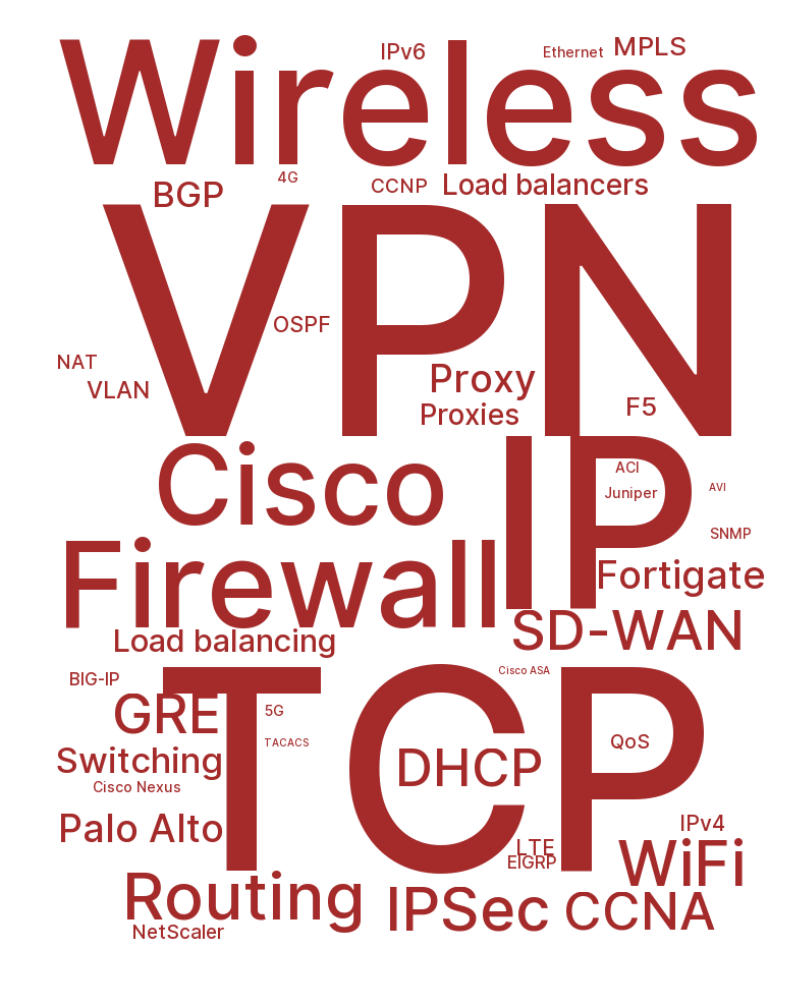 Wireless
IPv6
Ethernet
MPLS
BGP
4G
CCNP
Load balancers
VPN
OSPF
NAT
VLAN
Proxy
Proxies
F5
Cisco
IP
ACI
Juniper
AVI
SNMP
Firewall
Fortigate
SD-WAN
Load balancing
TCP
BIG-IP
Cisco ASA
GRE
5G
TACACS
QoS
Switching
DHCP
Cisco Nexus
Palo Alto
IPv4
LTE
EIGRP
WiFi
Routing
IPSec
CCNA
NetScaler